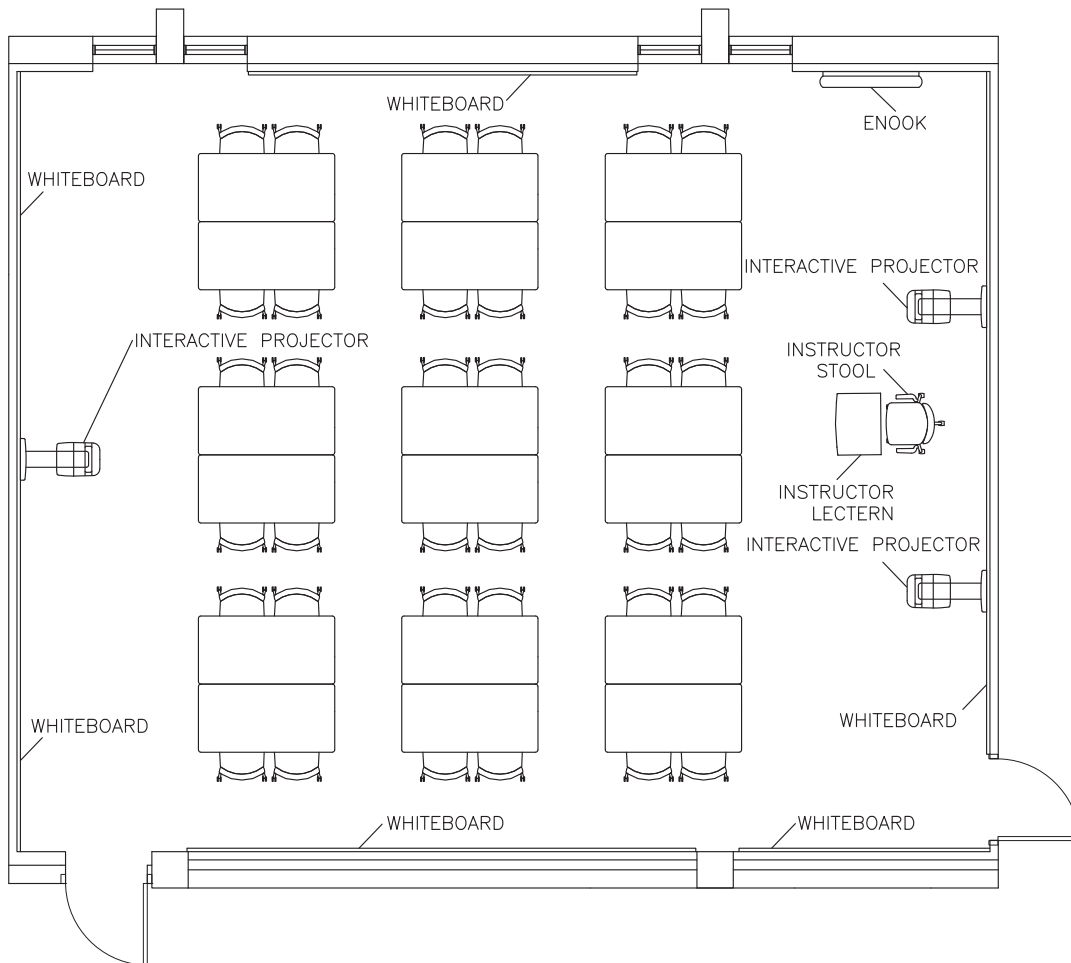 WHITEBOARD
ENOOK
WHITEBOARD
INTERACTIVE PROJECTOR
INTERACTIVE PROJECTOR
INSTRUCTOR
STOOL
INSTRUCTOR
LECTERN
INTERACTIVE PROJECTOR
WHITEBOARD
WHITEBOARD
WHITEBOARD
WHITEBOARD